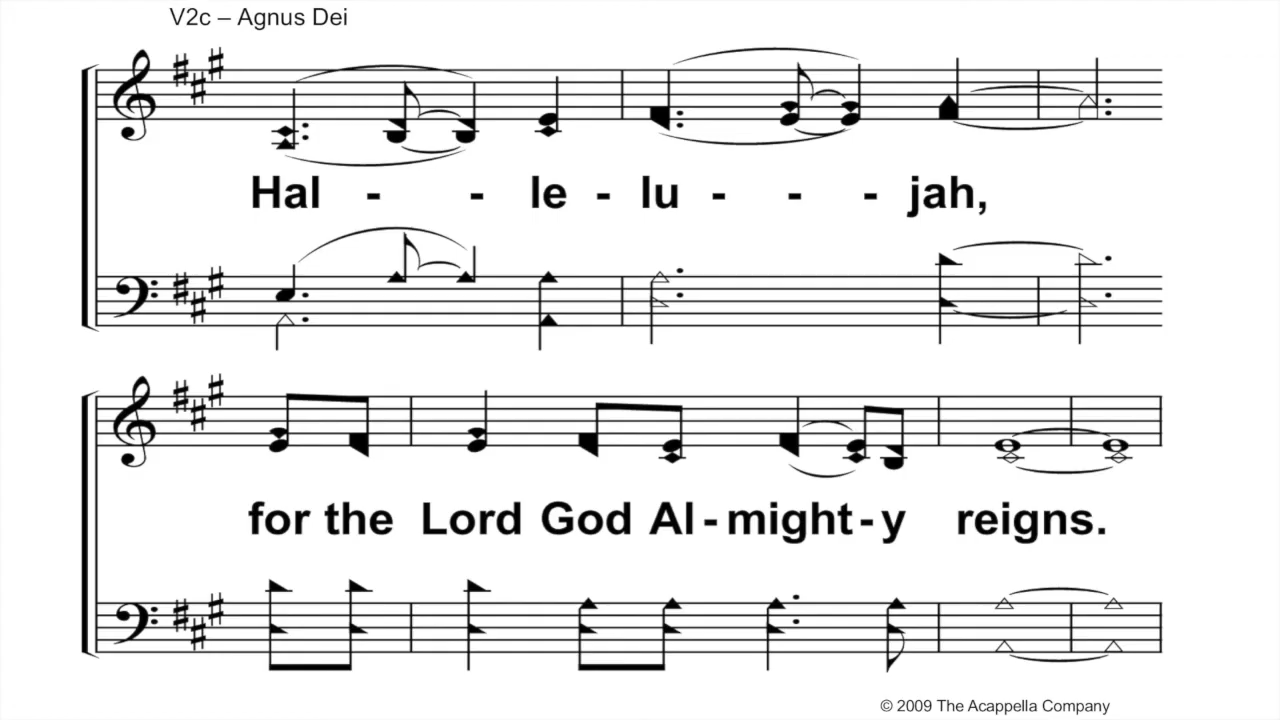 V2c – Agnus Dei
Hal - - le - lu - - - jah,
for the Lord God Al - might - y reigns.
© 2009 The Acappella Company